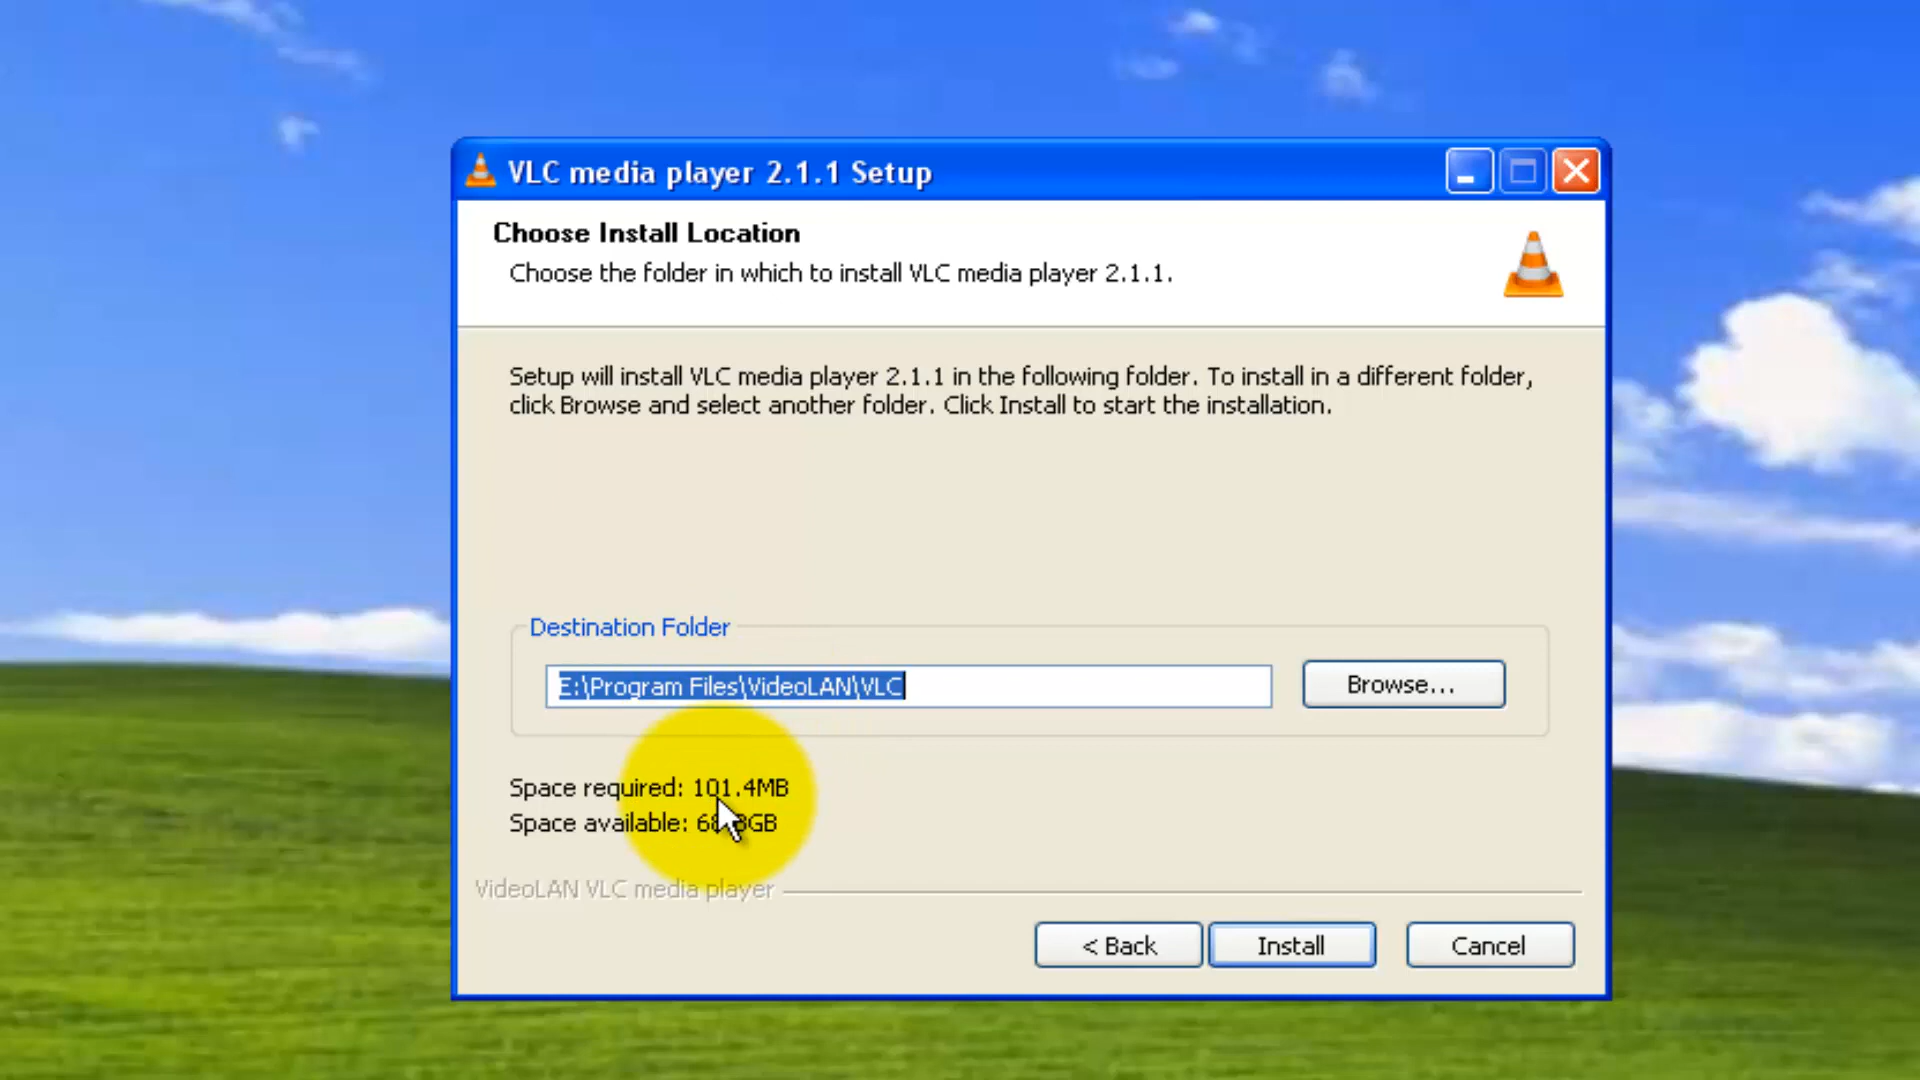 VLC media player 2.1.1 Setup
Choose Install Location
Choose the folder in which to install VLC media player 2.1.1.
Setup will install VLC media player 2.1.1 in the following folder. To install in a different folder,
click Browse and select another folder. Click Install to start the installation.
Destination Folder
E:\Program Files\VideoLAN\VLC
Browse...
Space required: 101.4MB
Space available:
VideoLAN VLC media player
< Back
Install
Cancel